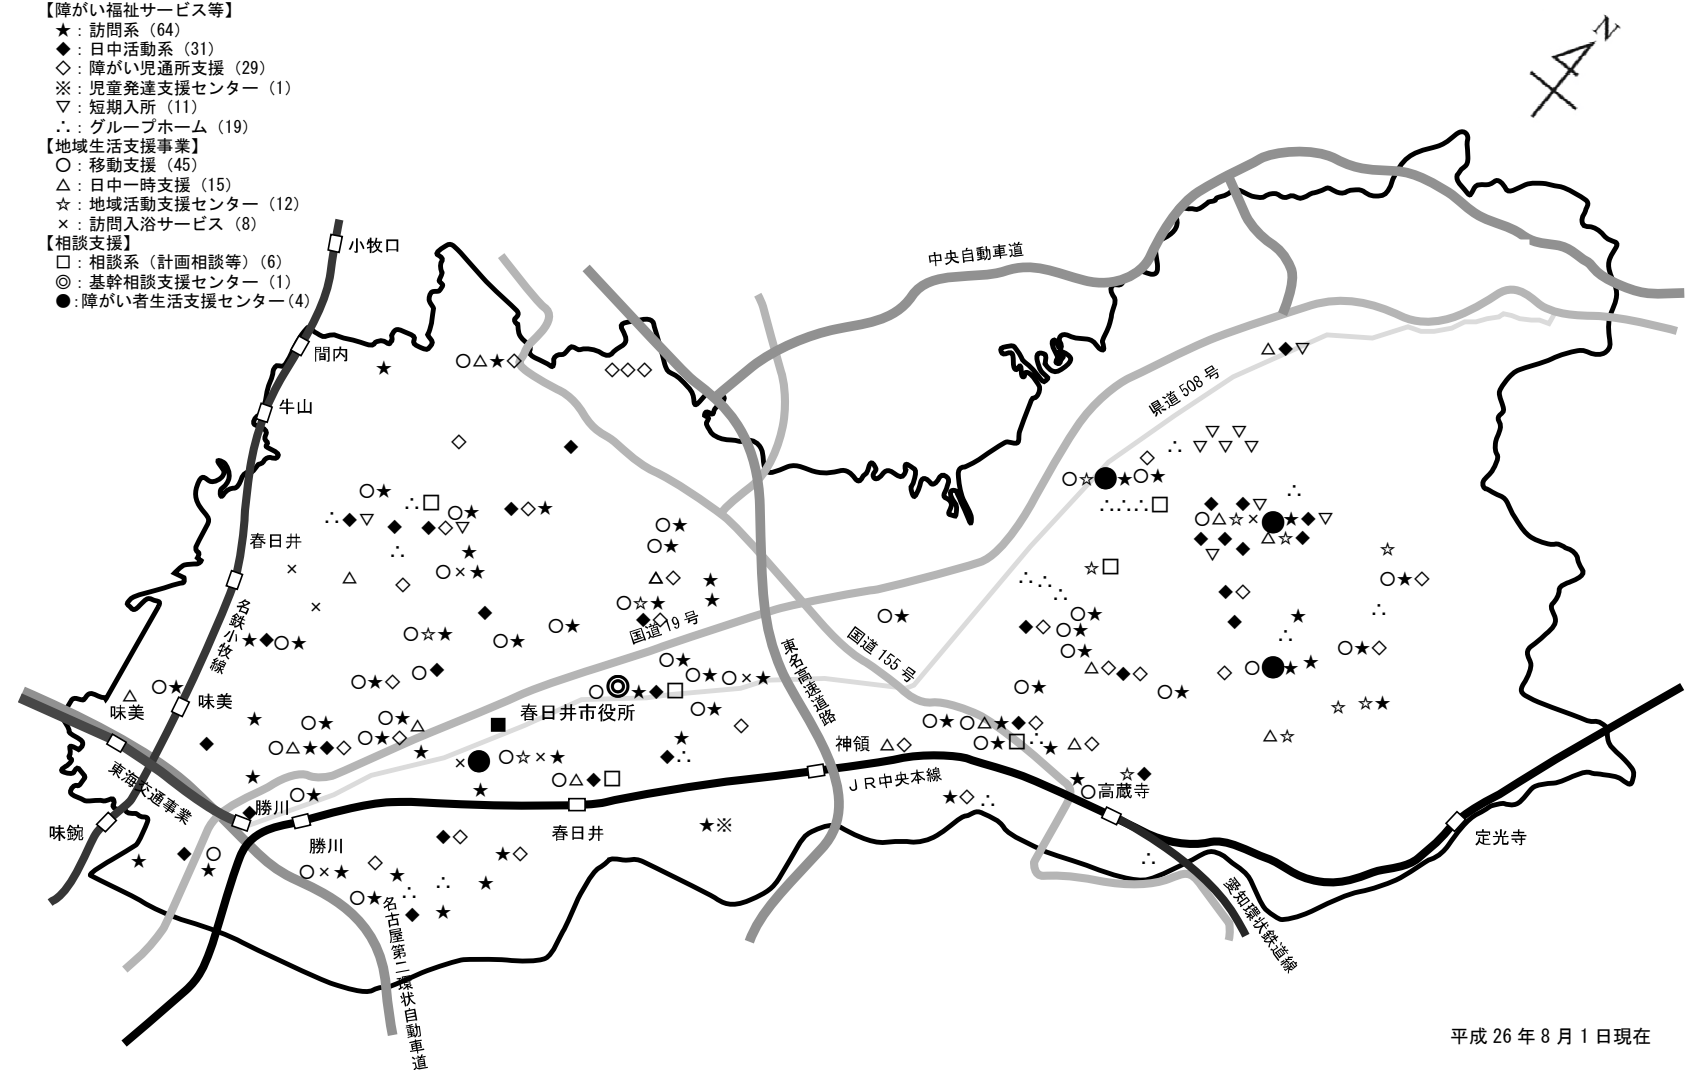 【障がい福祉サービス等】
★：訪問系（64）
◆：日中活動系（31）
◇：障がい児通所支援（29）
※：児童発達支援センター（1）
▽：短期入所（11）
∴：グループホーム（19）
【地域生活支援事業】
○：移動支援（45）
△：日中一時支援（15）
☆：地域活動支援センター（12）
×：訪問入浴サービス（8）
【相談支援】
□：相談系（計画相談等）（6）
◎：基幹相談支援センター（1）
●：障がい者生活支援センター（4）
N
小牧口
間内
牛山
春日井
名鉄小牧線
味美
味美
東海交通事業
味鋺
勝川
勝川
春日井
春日井市役所
神領
ＪＲ中央本線
高蔵寺
定光寺
愛知環状鉄道線
中央自動車道
県道508号
国道19号
国道155号
東名高速道路
名古屋第二環状自動車道
平成26年8月1日現在